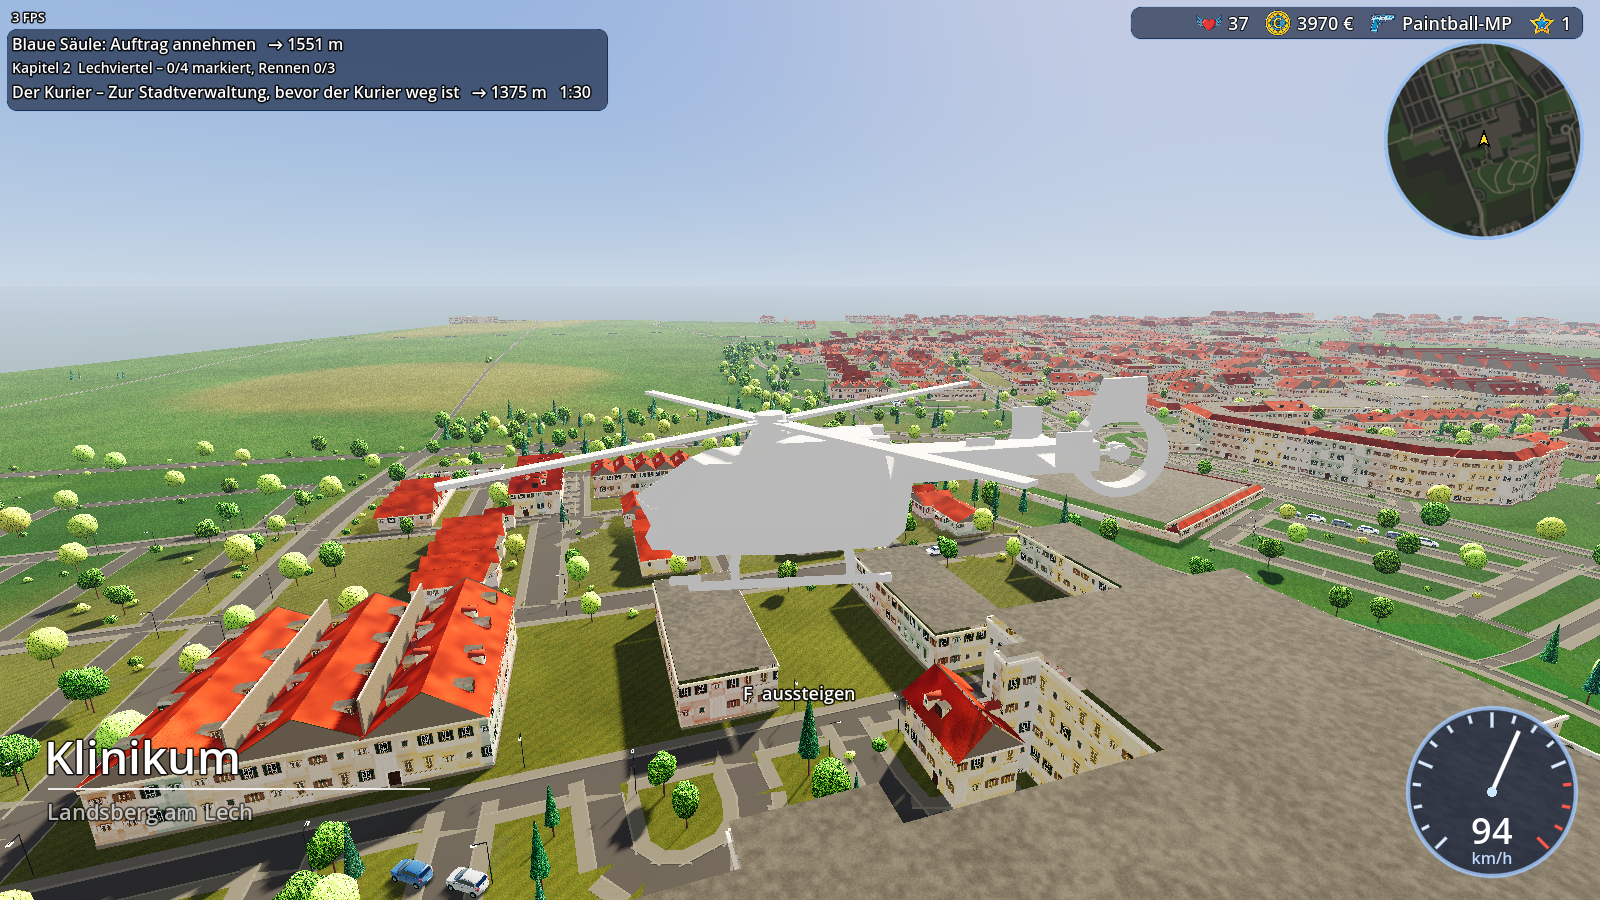 3 FPS
Blaue Säule: Auftrag annehmen → 1551 m
Kapitel 2 Lechviertel – 0/4 markiert, Rennen 0/3
Der Kurier – Zur Stadtverwaltung, bevor der Kurier weg ist → 1375 m 1:30
37 3970 € Paintball-MP 1
F aussteigen
Klinikum
Landsberg am Lech
94
km/h